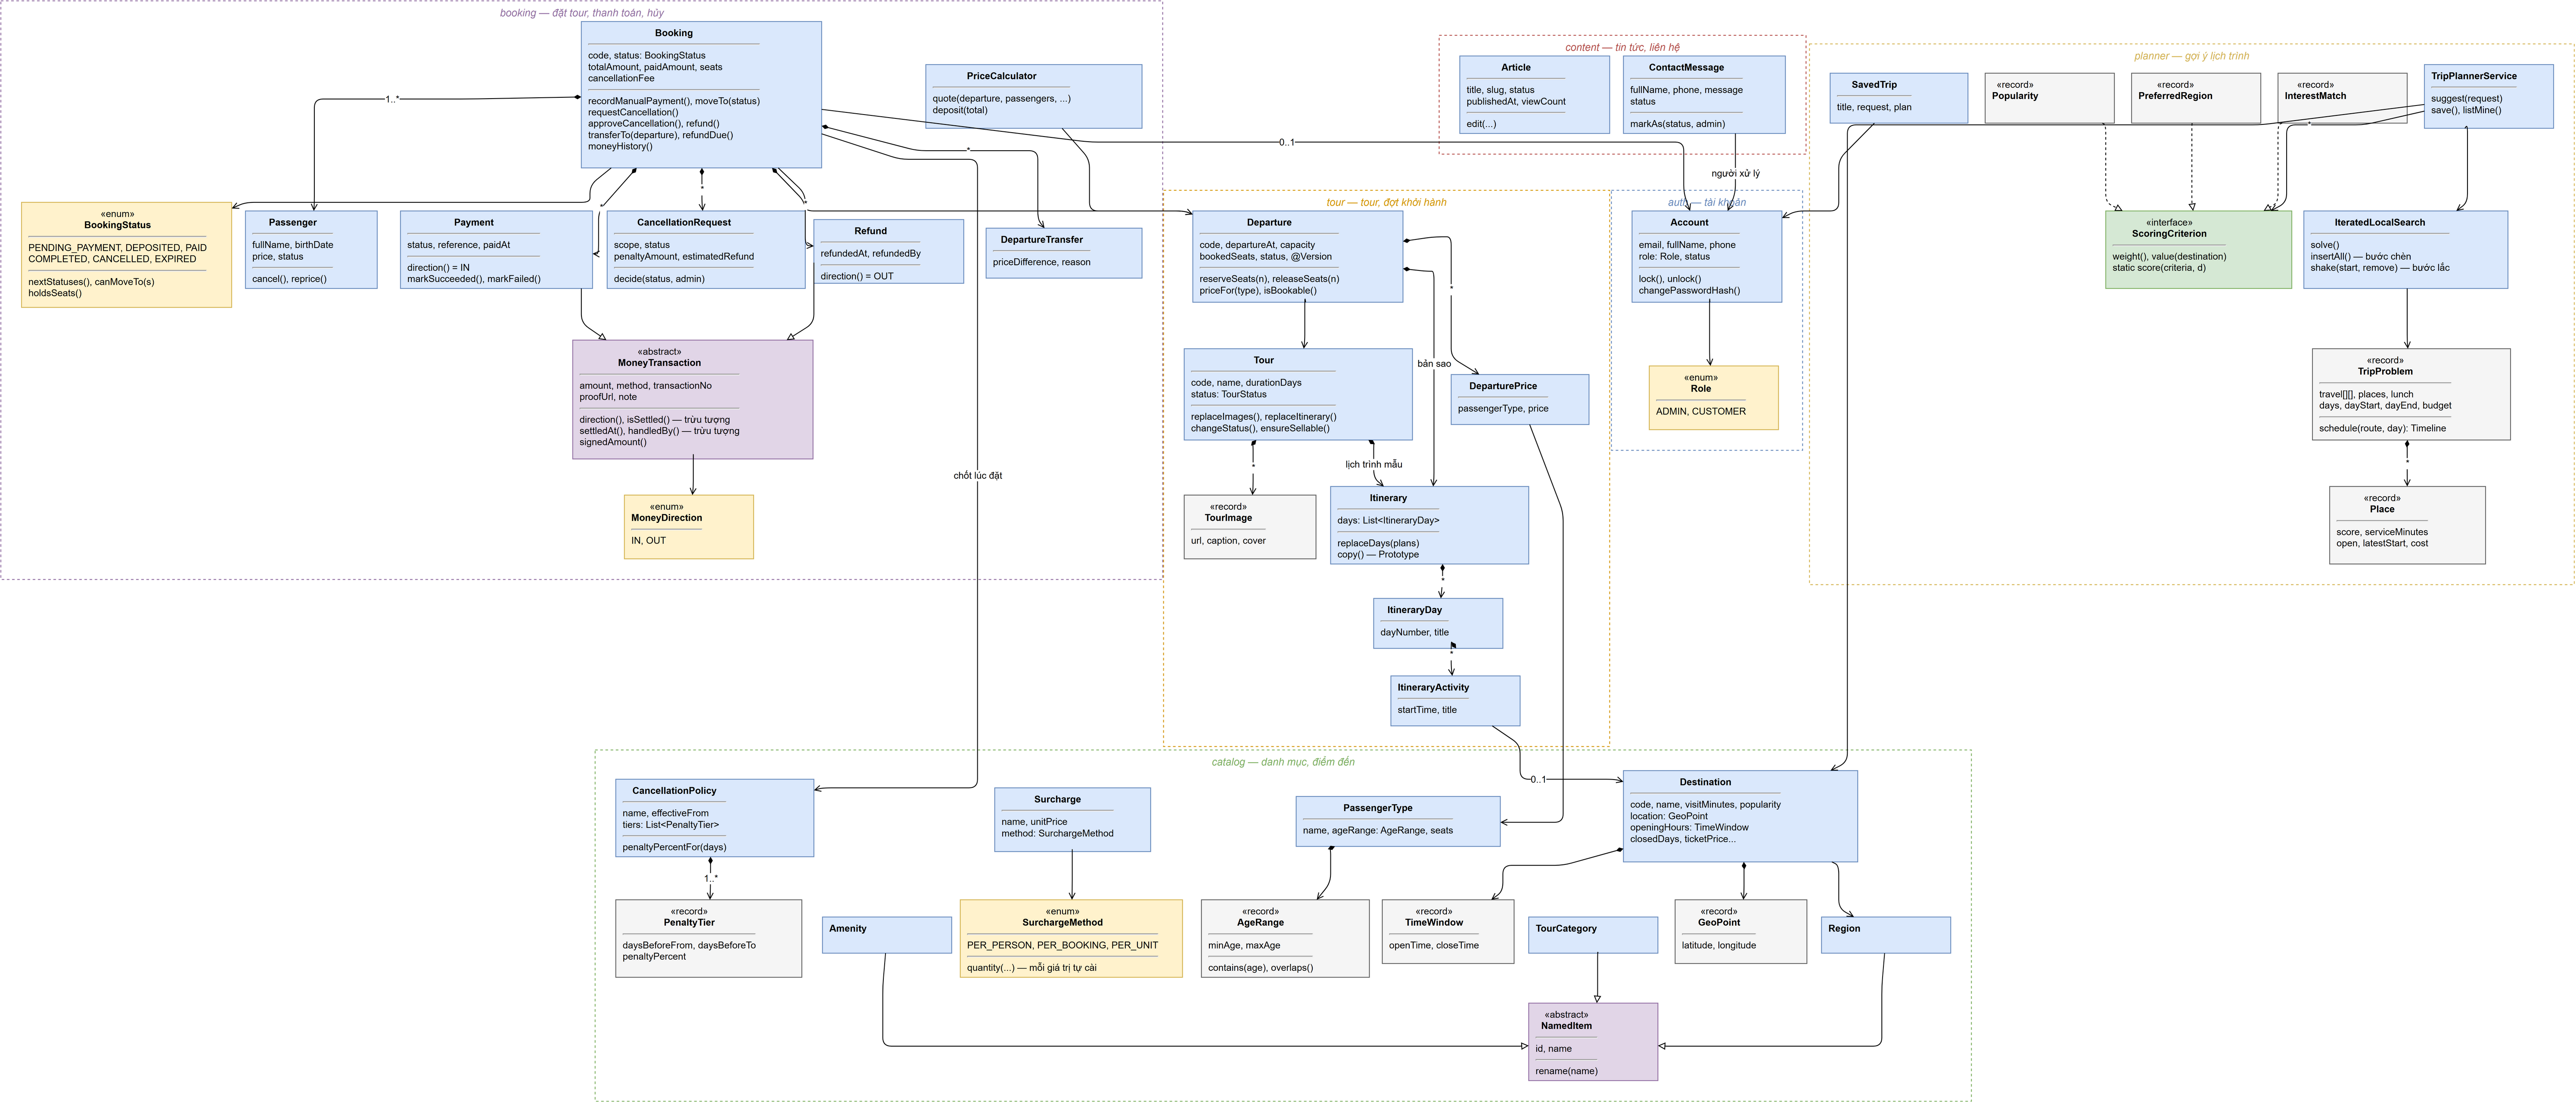 booking — đặt tour, thanh toán, hủy
Booking
code, status: BookingStatus
totalAmount, paidAmount, seats
cancellationFee
recordManualPayment(), moveTo(status)
requestCancellation()
approveCancellation(), refund()
transferTo(departure), refundDue()
moneyHistory()
PriceCalculator
quote(departure, passengers, ...)
deposit(total)
1..*
*
0..1
«enum»
BookingStatus
PENDING_PAYMENT, DEPOSITED, PAID
COMPLETED, CANCELLED, EXPIRED
nextStatuses(), canMoveTo(s)
holdsSeats()
Passenger
fullName, birthDate
price, status
cancel(), reprice()
Payment
status, reference, paidAt
direction() = IN
markSucceeded(), markFailed()
*
*
*
CancellationRequest
scope, status
penaltyAmount, estimatedRefund
decide(status, admin)
Refund
refundedAt, refundedBy
direction() = OUT
DepartureTransfer
priceDifference, reason
«abstract»
MoneyTransaction
amount, method, transactionNo
proofUrl, note
direction(), isSettled() — trừu tượng
settledAt(), handledBy() — trừu tượng
signedAmount()
«enum»
MoneyDirection
IN, OUT
chốt lúc đặt
content — tin tức, liên hệ
Article
title, slug, status
publishedAt, viewCount
edit(...)
ContactMessage
fullName, phone, message
status
markAs(status, admin)
người xử lý
tour — tour, đợt khởi hành
Departure
code, departureAt, capacity
bookedSeats, status, @Version
reserveSeats(n), releaseSeats(n)
priceFor(type), isBookable()
*
bản sao
Tour
code, name, durationDays
status: TourStatus
replaceImages(), replaceItinerary()
changeStatus(), ensureSellable()
DeparturePrice
passengerType, price
*
lịch trình mẫu
«record»
TourImage
url, caption, cover
Itinerary
days: List<ItineraryDay>
replaceDays(plans)
copy() — Prototype
*
ItineraryDay
dayNumber, title
*
ItineraryActivity
startTime, title
0..1
auth — tài khoản
Account
email, fullName, phone
role: Role, status
lock(), unlock()
changePasswordHash()
«enum»
Role
ADMIN, CUSTOMER
planner — gợi ý lịch trình
SavedTrip
title, request, plan
«record»
Popularity
«record»
PreferredRegion
«record»
InterestMatch
*
TripPlannerService
suggest(request)
save(), listMine()
«interface»
ScoringCriterion
weight(), value(destination)
static score(criteria, d)
IteratedLocalSearch
solve()
insertAll() — bước chèn
shake(start, remove) — bước lắc
«record»
TripProblem
travel[][], places, lunch
days, dayStart, dayEnd, budget
schedule(route, day): Timeline
*
«record»
Place
score, serviceMinutes
open, latestStart, cost
catalog — danh mục, điểm đến
CancellationPolicy
name, effectiveFrom
tiers: List<PenaltyTier>
penaltyPercentFor(days)
1..*
«record»
PenaltyTier
daysBeforeFrom, daysBeforeTo
penaltyPercent
Surcharge
name, unitPrice
method: SurchargeMethod
Amenity
«enum»
SurchargeMethod
PER_PERSON, PER_BOOKING, PER_UNIT
quantity(...) — mỗi giá trị tự cài
PassengerType
name, ageRange: AgeRange, seats
«record»
AgeRange
minAge, maxAge
contains(age), overlaps()
«record»
TimeWindow
openTime, closeTime
Destination
code, name, visitMinutes, popularity
location: GeoPoint
openingHours: TimeWindow
closedDays, ticketPrice...
TourCategory
«record»
GeoPoint
latitude, longitude
Region
«abstract»
NamedItem
id, name
rename(name)